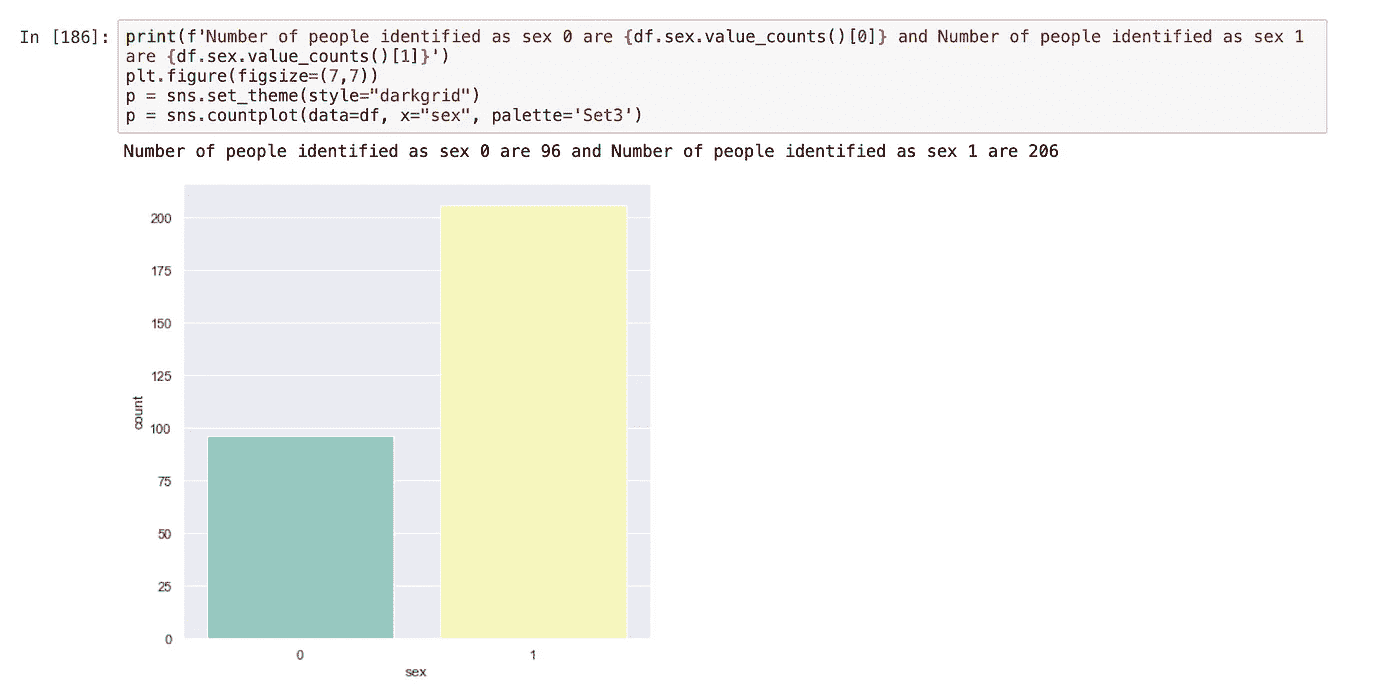 In [186]: print(f'Number of people identified as sex 0 are {df.sex.value_counts()[0]} and Number of people identified as sex 1
are {df.sex.value_counts()[1]}')
plt.figure(figsize=(7,7))
p = sns.set_theme(style="darkgrid")
p = sns.countplot(data=df, x="sex", palette='Set3')
Number of people identified as sex 0 are 96 and Number of people identified as sex 1 are 206
200
175
150
125
100
75
50
25
0
count
0 1
sex